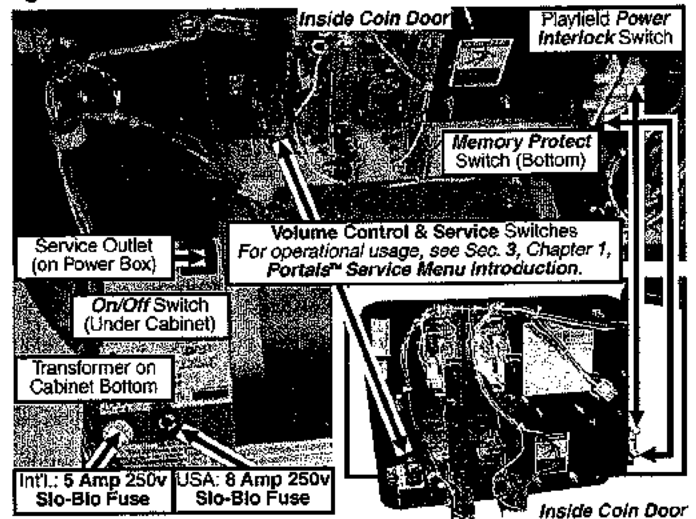 Inside Coin Door
Playfield Power
Interlock Switch
Memory Protect
Switch (Bottom)
Volume Control & Service Switches
For operational usage, see Sec. 3, Chapter 1,
Portals™ Service Menu Introduction.
Service Outlet
(on Power Box)
On/Off Switch
(Under Cabinet)
Transformer on
Cabinet Bottom
Int'l.: 5 Amp 250v
Slo-Blo Fuse
USA: 8 Amp 250v
Slo-Blo Fuse
Inside Coin Door